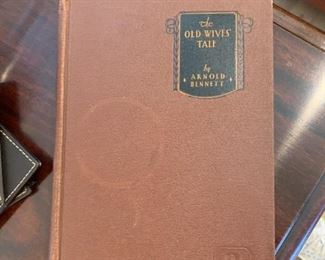 The
OLD WIVES'
TALE
by
ARNOLD
BENNETT